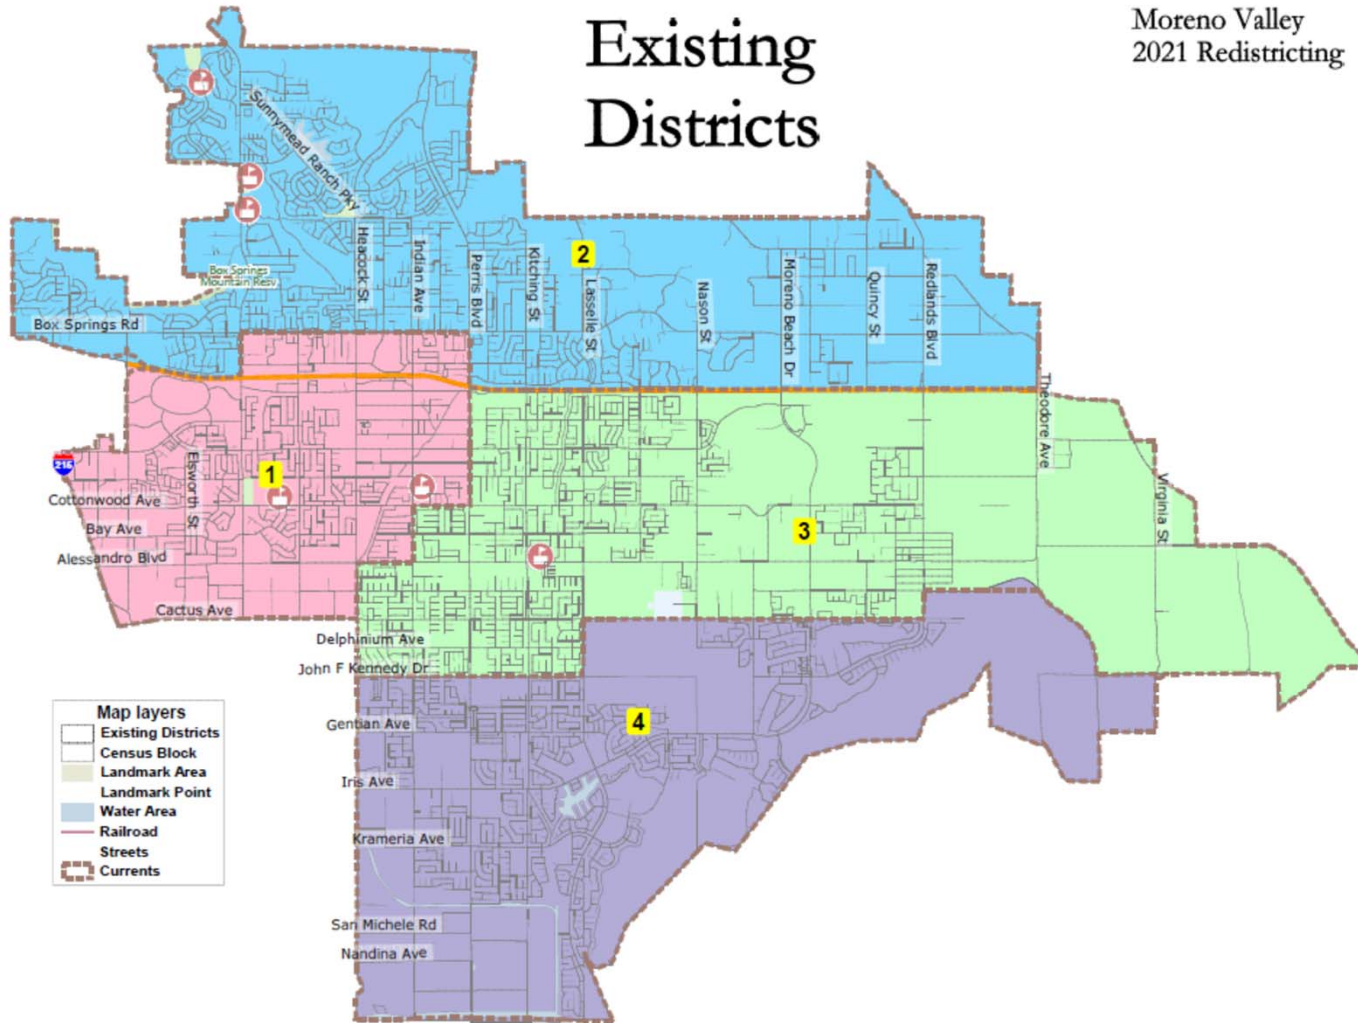 Existing
Districts
Moreno Valley
2021 Redistricting
Sunnymead Ranch Pky
Heacock St
Indian Ave
Perris Blvd
Kitching St
2
Lasselle St
Nason St
Moreno Beach Dr
Quincy St
Redlands Blvd
Box Springs
Mountain Resv
Box Springs Rd
Theodore Ave
215
1
Elsworth St
Cottonwood Ave
Bay Ave
Alessandro Blvd
Cactus Ave
3
Virginia St
Delphinium Ave
John F Kennedy Dr
Gentian Ave
4
Iris Ave
Krameria Ave
San Michele Rd
Nandina Ave
Map layers
Existing Districts
Census Block
Landmark Area
Landmark Point
Water Area
Railroad
Streets
Currents